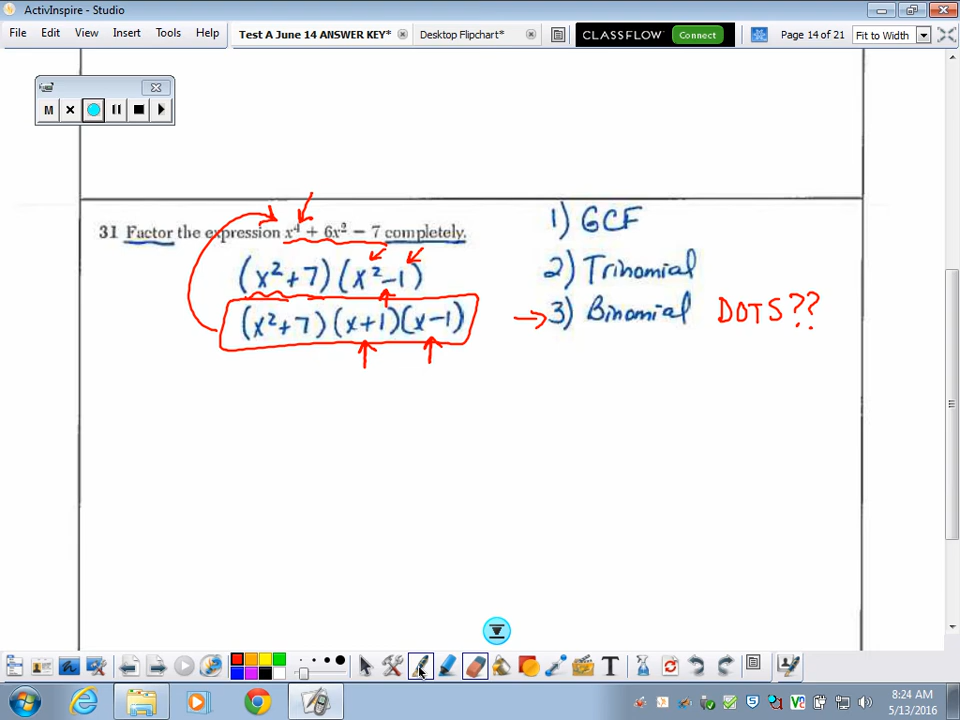 ActivInspire - Studio
File Edit View Insert Tools Help
Test A June 14 ANSWER KEY*
Desktop Flipchart*
CLASSFLOW Connect
Page 14 of 21
Fit to Width
M
31 Factor the expression x⁴ + 6x² − 7 completely.
(x²+7)(x²-1)
(x²+7)(x+1)(x-1)
1) GCF
2) Trinomial
→3) Binomial DOTS??
T
8:24 AM
5/13/2016